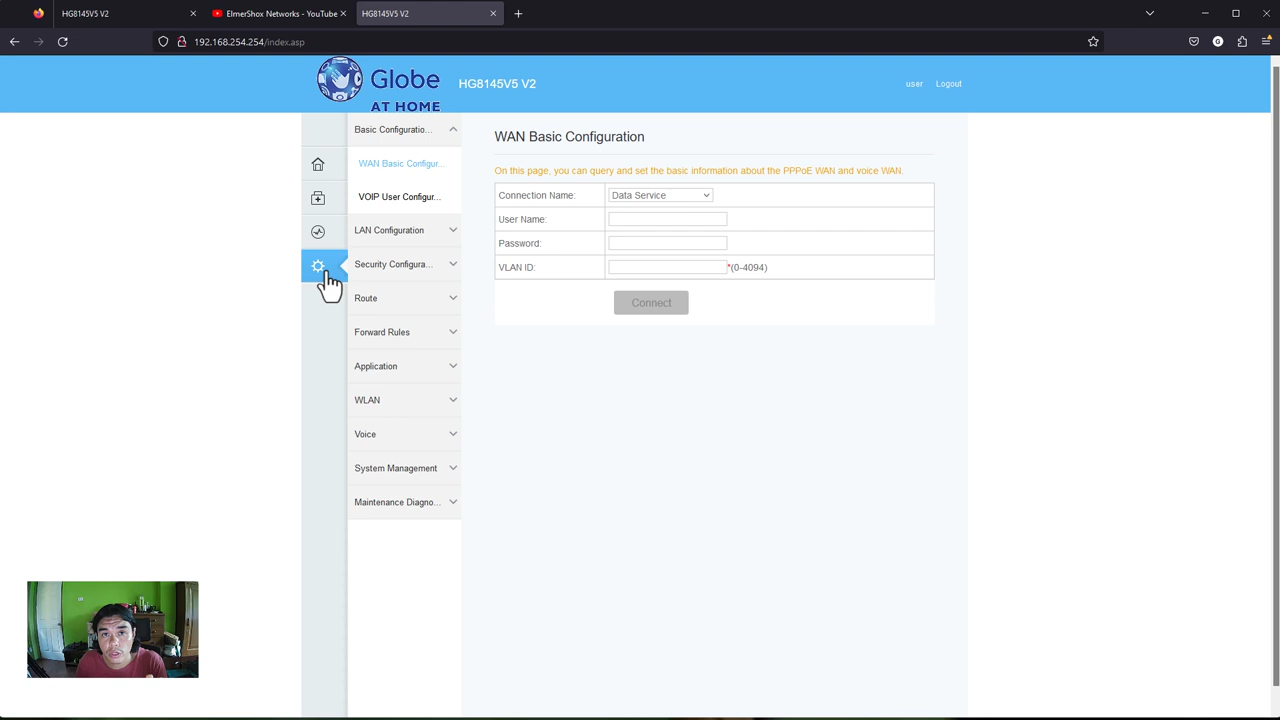 HG8145V5 V2
ElmerShox Networks - YouTube
HG8145V5 V2
192.168.254.254/index.asp
G
Globe
AT HOME
HG8145V5 V2
user
Logout
Basic Configuratio...
WAN Basic Configur...
VOIP User Configur...
LAN Configuration
Security Configura...
Route
Forward Rules
Application
WLAN
Voice
System Management
Maintenance Diagno...
WAN Basic Configuration
On this page, you can query and set the basic information about the PPPoE WAN and voice WAN.
Connection Name: Data Service
User Name:
Password:
VLAN ID: *(0-4094)
Connect